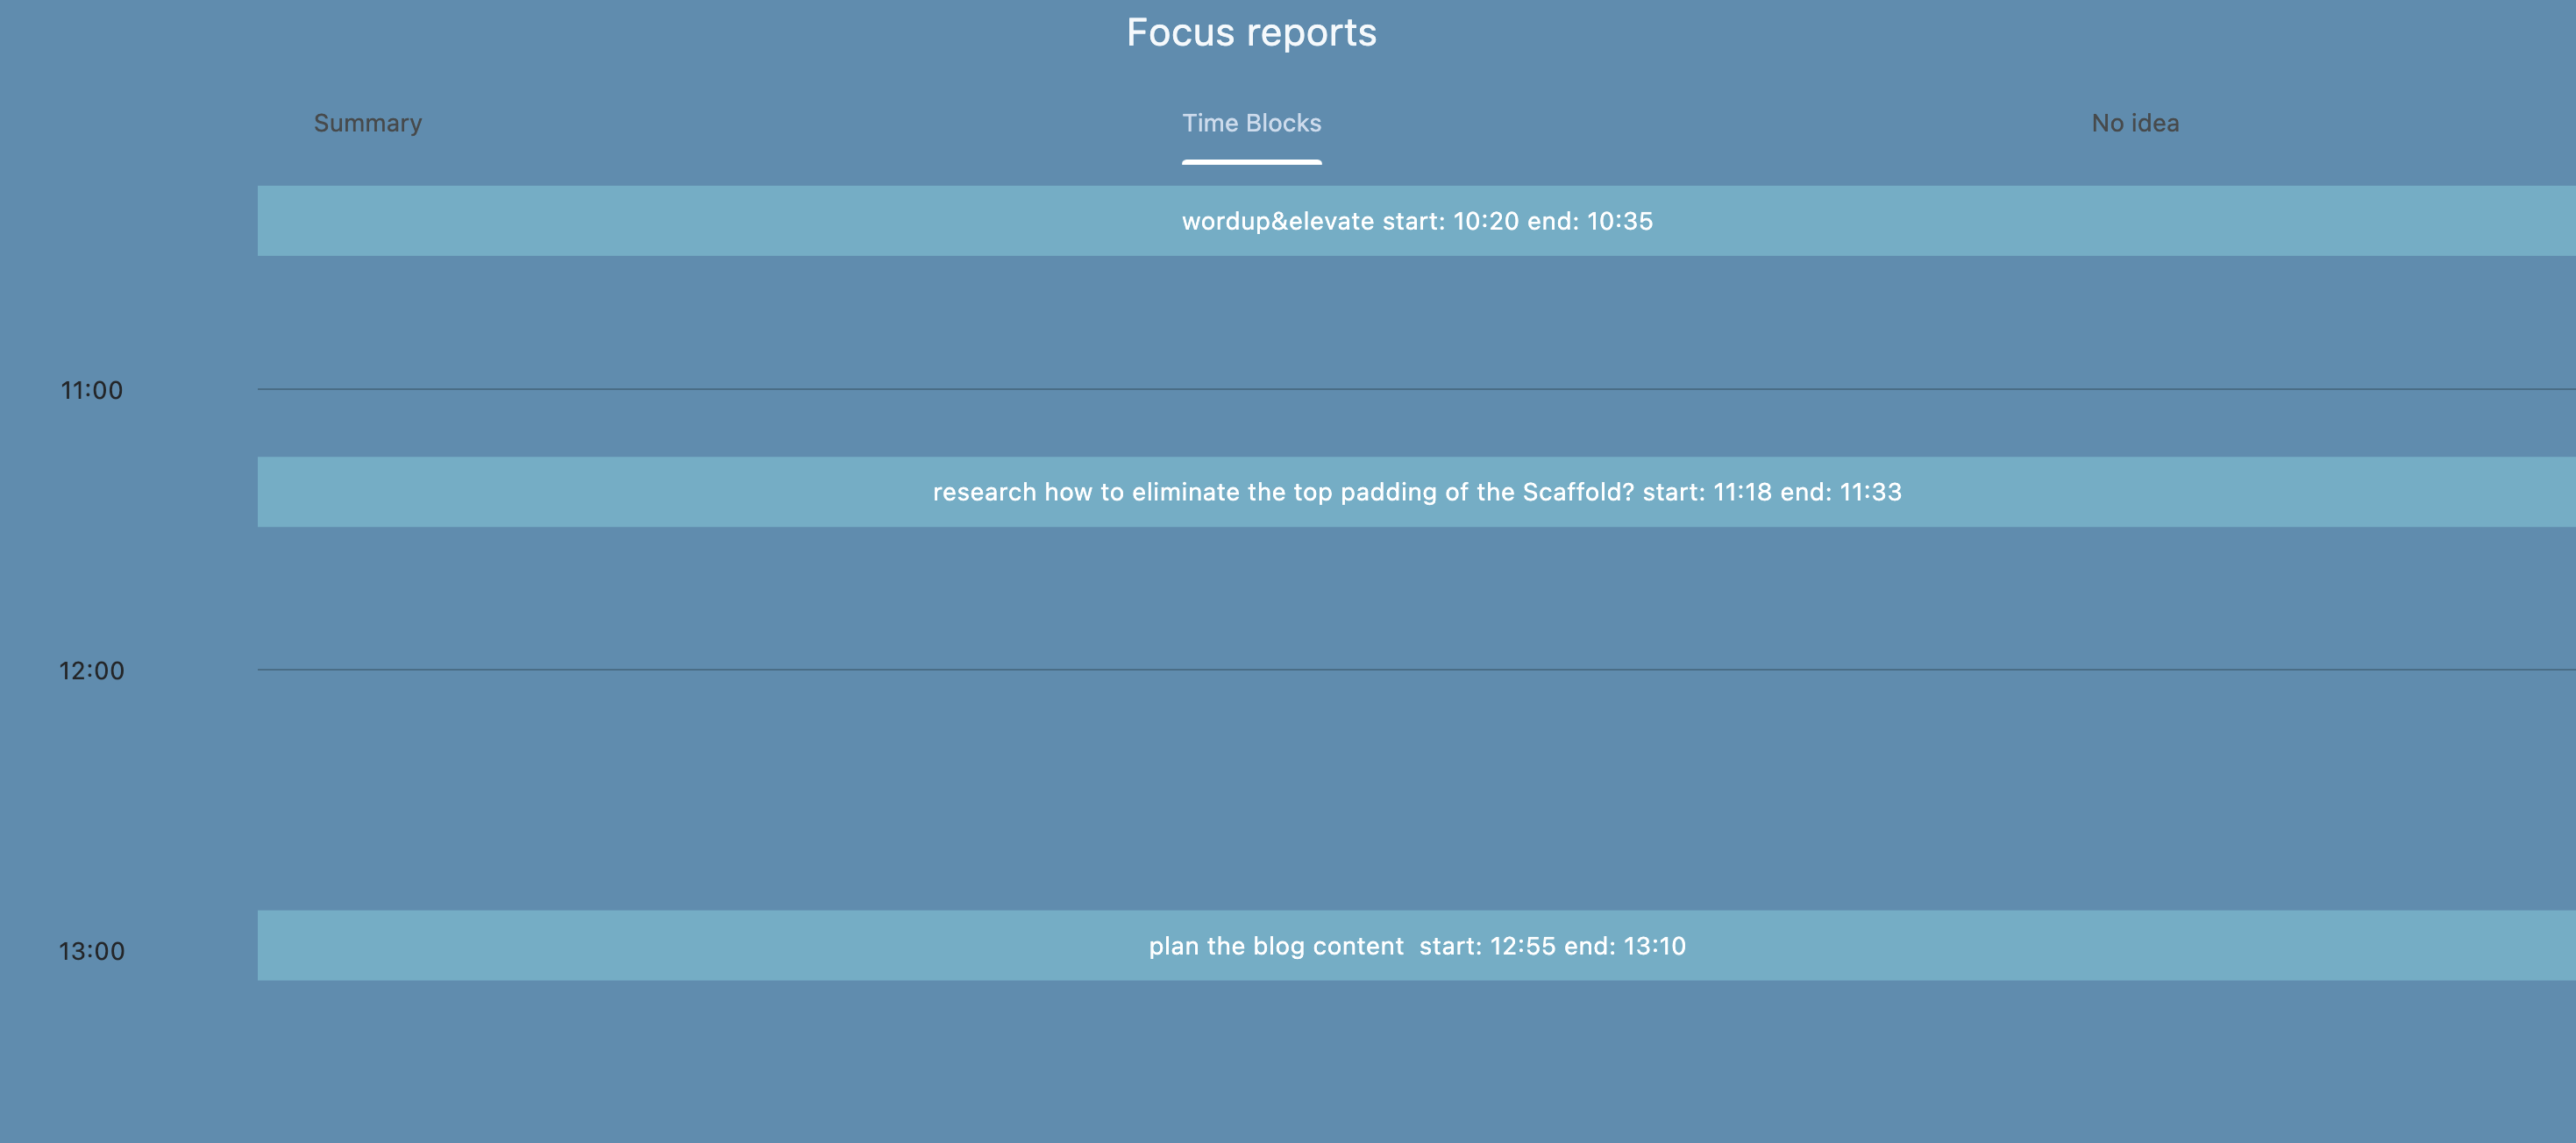 Focus reports
Summary
Time Blocks
No idea
wordup&elevate start: 10:20 end: 10:35
11:00
research how to eliminate the top padding of the Scaffold? start: 11:18 end: 11:33
12:00
13:00
plan the blog content  start: 12:55 end: 13:10